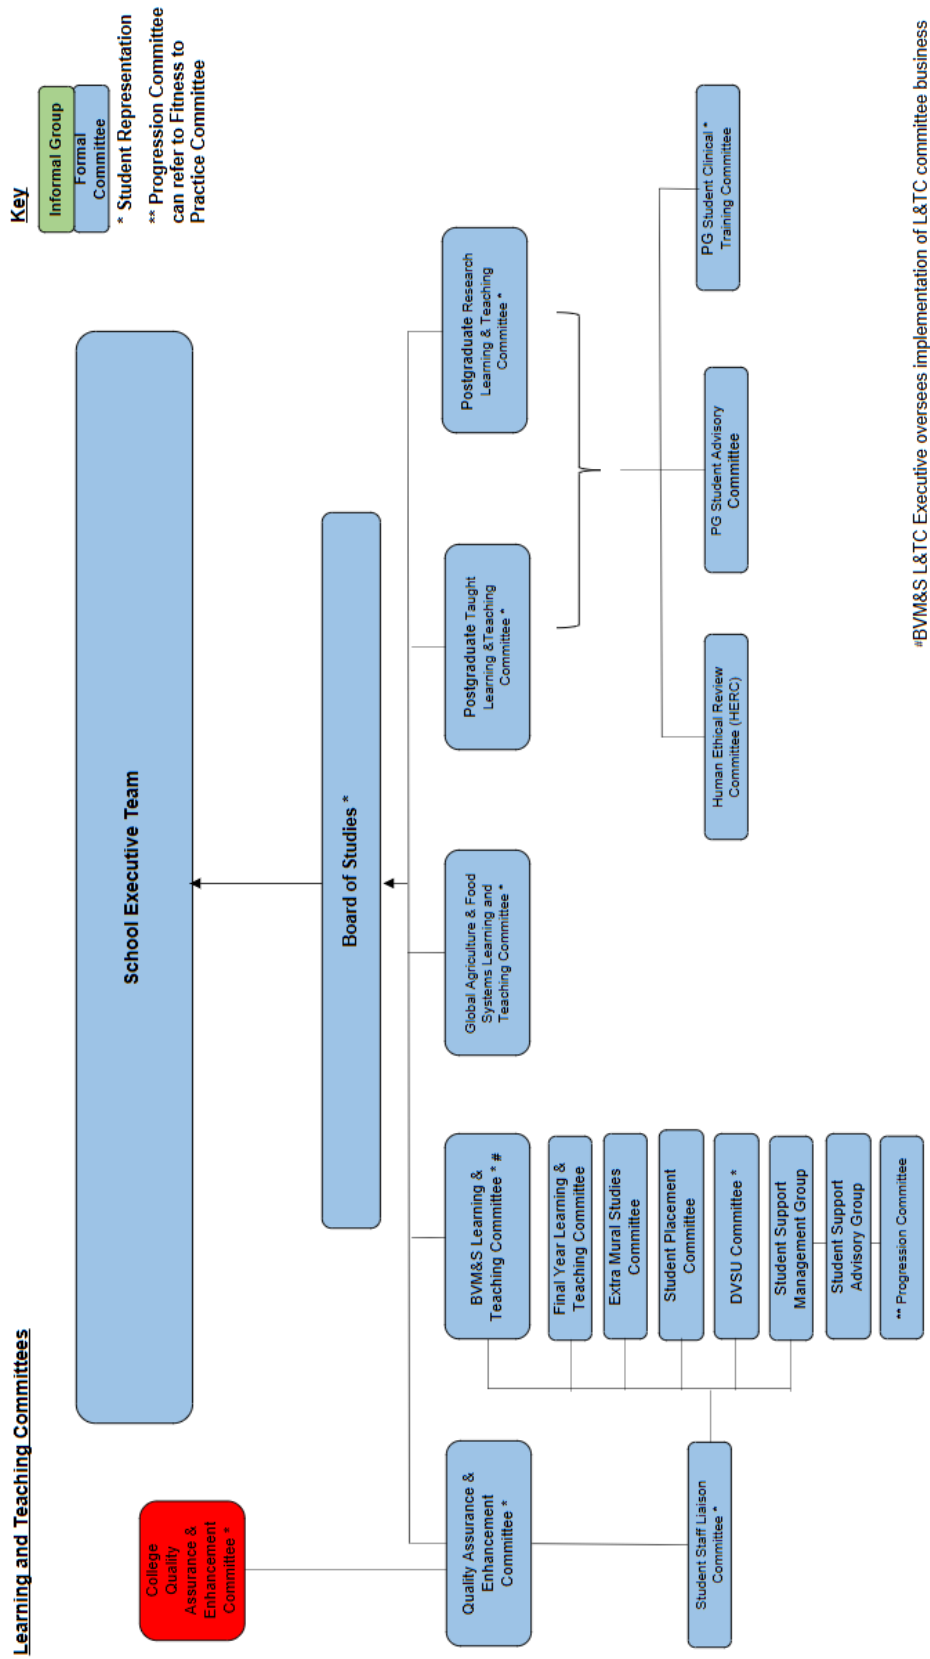 Learning and Teaching Committees
Key
Informal Group
Formal
Committee
* Student Representation
** Progression Committee
can refer to Fitness to
Practice Committee
School Executive Team
College
Quality
Assurance &
Enhancement
Committee *
Board of Studies *
Quality Assurance &
Enhancement
Committee *
BVM&S Learning &
Teaching Committee * #
Global Agriculture & Food
Systems Learning and
Teaching Committee *
Postgraduate Taught
Learning &Teaching
Committee *
Postgraduate Research
Learning & Teaching
Committee *
Final Year Learning &
Teaching Committee
Extra Mural Studies
Committee
Student Placement
Committee
DVSU Committee *
Student Support
Management Group
Student Support
Advisory Group
** Progression Committee
Student Staff Liaison
Committee *
Human Ethical Review
Committee (HERC)
PG Student Advisory
Committee
PG Student Clinical *
Training Committee
#BVM&S L&TC Executive oversees implementation of L&TC committee business